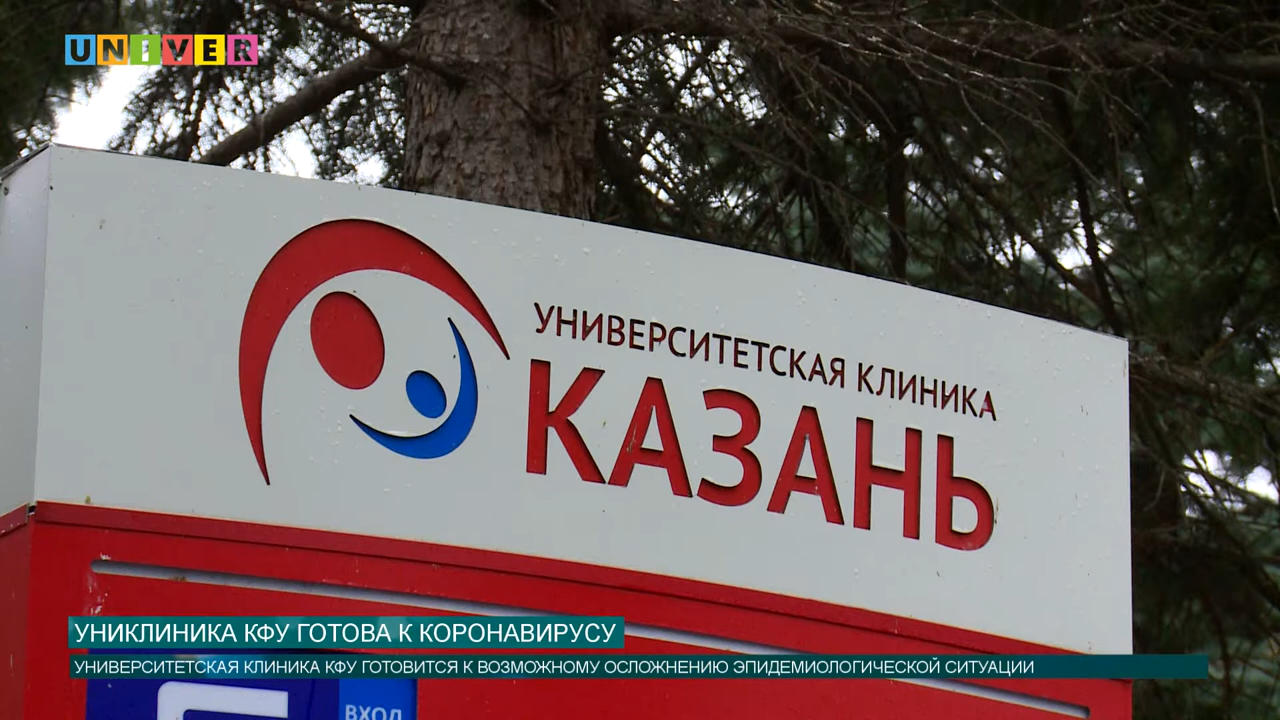 UNIVER
УНИВЕРСИТЕТСКАЯ КЛИНИКА
КАЗАНЬ
УНИКЛИНИКА КФУ ГОТОВА К КОРОНАВИРУСУ
УНИВЕРСИТЕТСКАЯ КЛИНИКА КФУ ГОТОВИТСЯ К ВОЗМОЖНОМУ ОСЛОЖНЕНИЮ ЭПИДЕМИОЛОГИЧЕСКОЙ СИТУАЦИИ
ВХОД